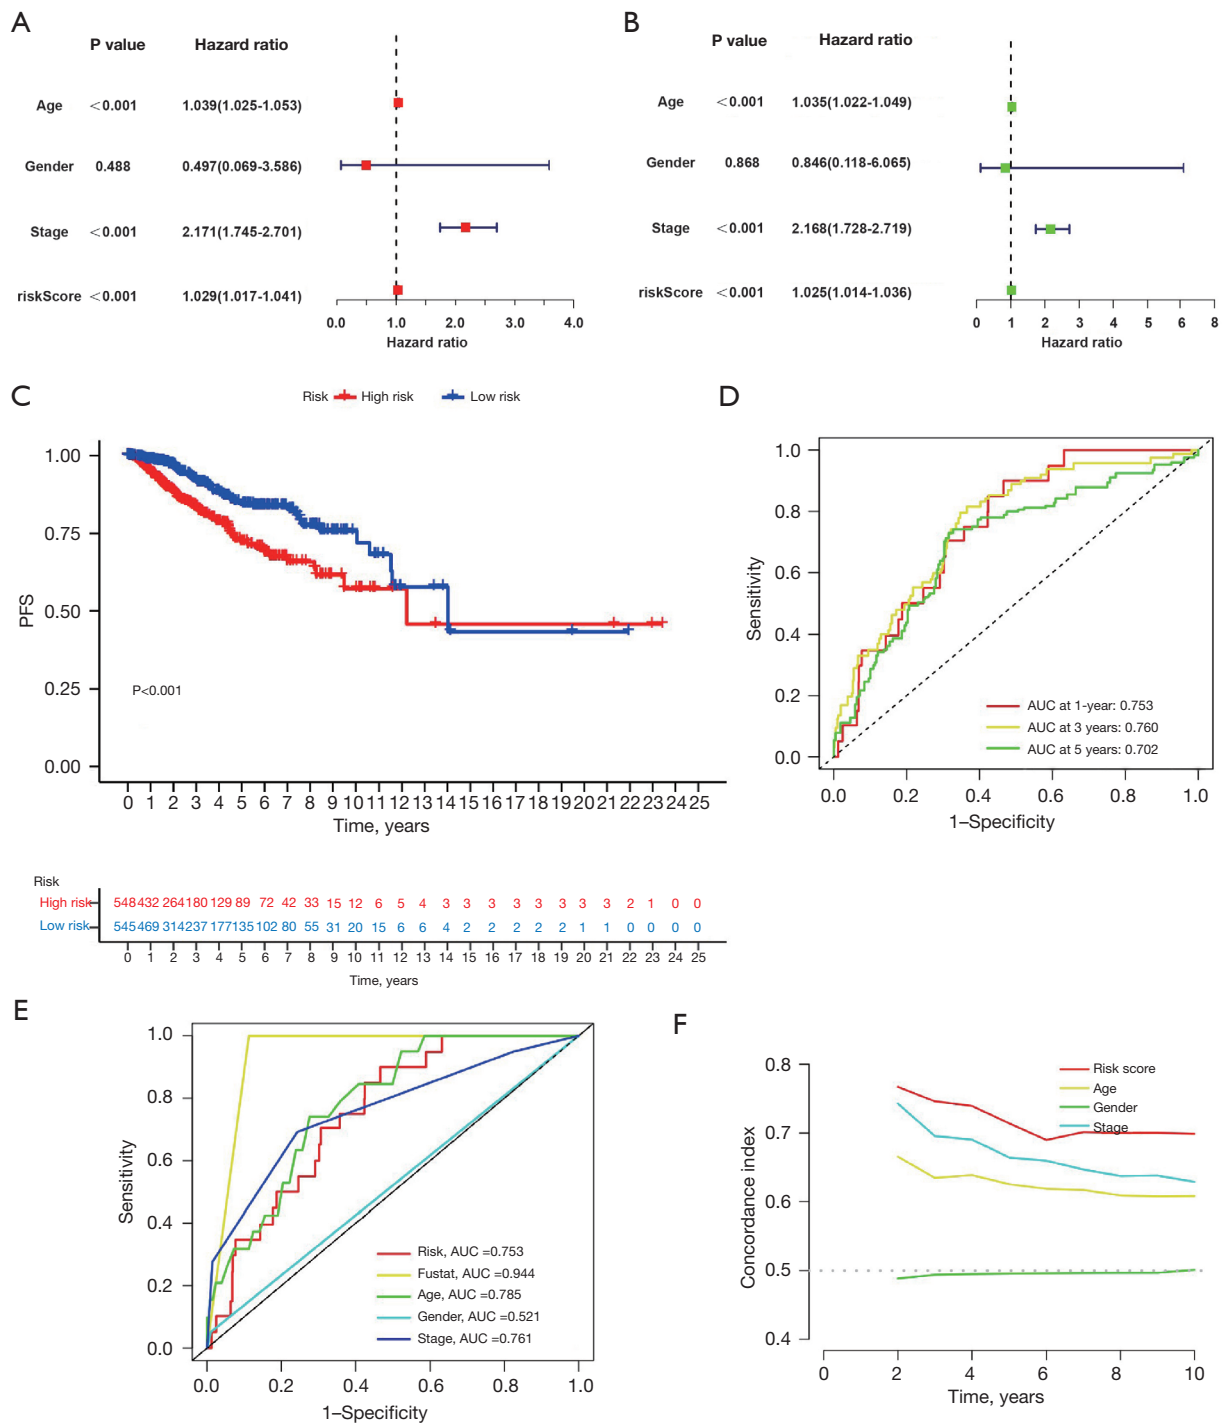 A
P value Hazard ratio
Age <0.001 1.039(1.025-1.053)
Gender 0.488 0.497(0.069-3.586)
Stage <0.001 2.171(1.745-2.701)
riskScore <0.001 1.029(1.017-1.041)
0.0 1.0 2.0 3.0 4.0
Hazard ratio
B
P value Hazard ratio
Age <0.001 1.035(1.022-1.049)
Gender 0.868 0.846(0.118-6.065)
Stage <0.001 2.168(1.728-2.719)
riskScore <0.001 1.025(1.014-1.036)
0 1 2 3 4 5 6 8
Hazard ratio
C
Risk High risk Low risk
PFS
1.00
0.75
0.50
0.25
0.00
P<0.001
0 1 2 3 4 5 6 7 8 9 10 11 12 13 14 15 16 17 18 19 20 21 22 23 24 25
Time, years
Risk
High risk 548 432 264 180 129 89 72 42 33 15 12 6 5 4 3 3 3 3 3 3 3 3 2 1 0 0
Low risk 545 469 314 237 177 135 102 80 55 31 20 15 6 6 4 2 2 2 2 2 1 1 0 0 0 0
0 1 2 3 4 5 6 7 8 9 10 11 12 13 14 15 16 17 18 19 20 21 22 23 24 25
Time, years
D
Sensitivity
1.0
0.8
0.6
0.4
0.2
0.0
AUC at 1-year: 0.753
AUC at 3 years: 0.760
AUC at 5 years: 0.702
0.0 0.2 0.4 0.6 0.8 1.0
1–Specificity
E
Sensitivity
1.0
0.8
0.6
0.4
0.2
0.0
Risk, AUC =0.753
Fustat, AUC =0.944
Age, AUC =0.785
Gender, AUC =0.521
Stage, AUC =0.761
0.0 0.2 0.4 0.6 0.8 1.0
1–Specificity
F
Concordance index
0.8
0.7
0.6
0.5
0.4
Risk score
Age
Gender
Stage
0 2 4 6 8 10
Time, years